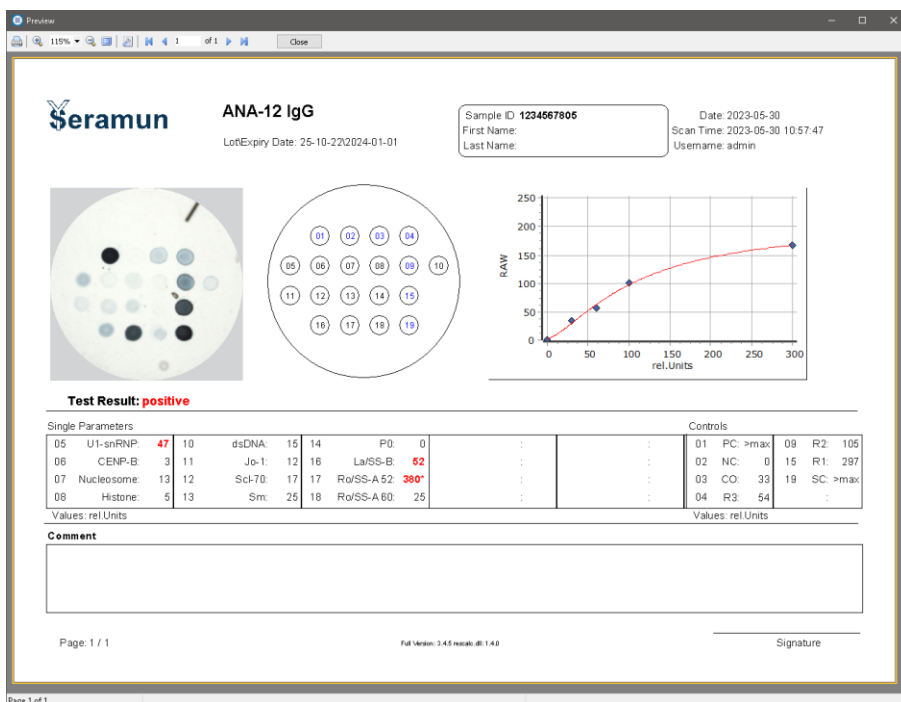 Preview
115%
1
of 1
Close
Seramun
ANA-12 IgG
Lot\Expiry Date: 25-10-22\2024-01-01
Sample ID 1234567805
First Name:
Last Name:
Date: 2023-05-30
Scan Time: 2023-05-30 10:57:47
Username: admin
01 02 03 04
05 06 07 08 09 10
11 12 13 14 15
16 17 18 19
RAW
250
200
150
100
50
0
0 50 100 150 200 250 300
rel.Units
Test Result: positive
Single Parameters
Controls
05 U1-snRNP: 47 10 dsDNA: 15 14 P0: 0 : : 01 PC: >max 09 R2: 105
06 CENP-B: 3 11 Jo-1: 12 16 La/SS-B: 52 : : 02 NC: 0 15 R1: 297
07 Nucleosome: 13 12 Scl-70: 17 17 Ro/SS-A 52: 380* : : 03 CO: 33 19 SC: >max
08 Histone: 5 13 Sm: 25 18 Ro/SS-A 60: 25 : : 04 R3: 54 :
Values: rel.Units
Values: rel.Units
Comment
Page: 1 / 1
Full Version: 3.4.5 rescalc.dll: 1.4.0
Signature
Page 1 of 1